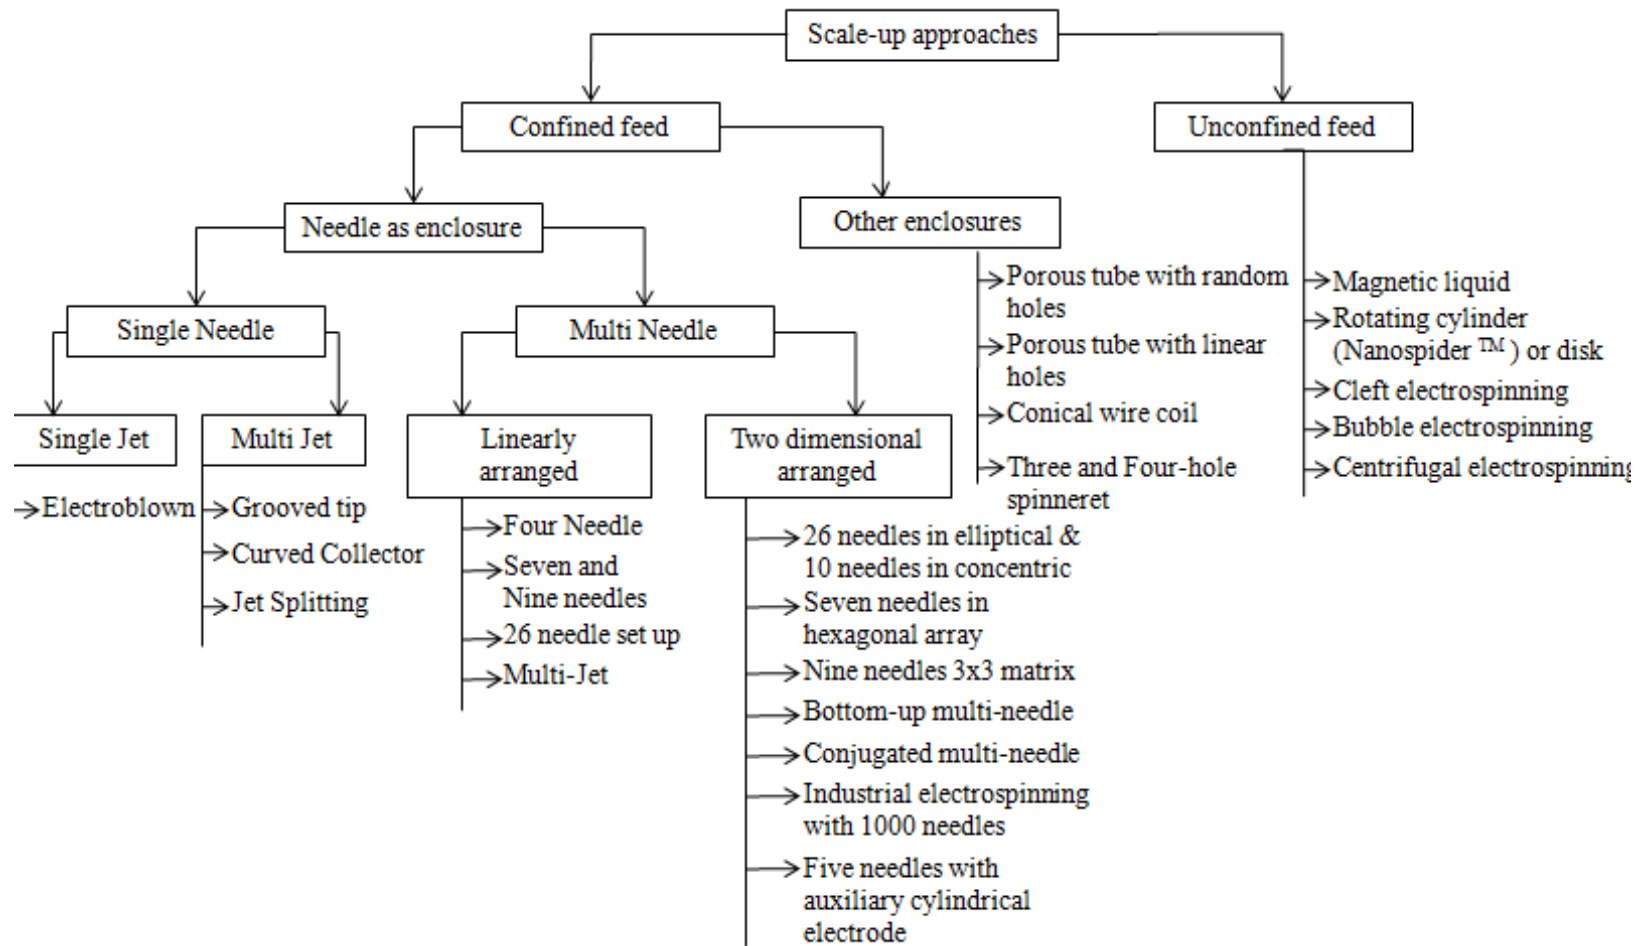 Scale-up approaches
Confined feed
Unconfined feed
Needle as enclosure
Other enclosures
Single Needle
Multi Needle
Porous tube with random
holes
Porous tube with linear
holes
Conical wire coil
Three and Four-hole
spinneret
Magnetic liquid
Rotating cylinder
(Nanospider TM ) or disk
Cleft electrospinning
Bubble electrospinning
Centrifugal electrospinning
Single Jet
Multi Jet
Linearly
arranged
Two dimensional
arranged
Electroblown
Grooved tip
Curved Collector
Jet Splitting
Four Needle
Seven and
Nine needles
26 needle set up
Multi-Jet
26 needles in elliptical &
10 needles in concentric
Seven needles in
hexagonal array
Nine needles 3x3 matrix
Bottom-up multi-needle
Conjugated multi-needle
Industrial electrospinning
with 1000 needles
Five needles with
auxiliary cylindrical
electrode